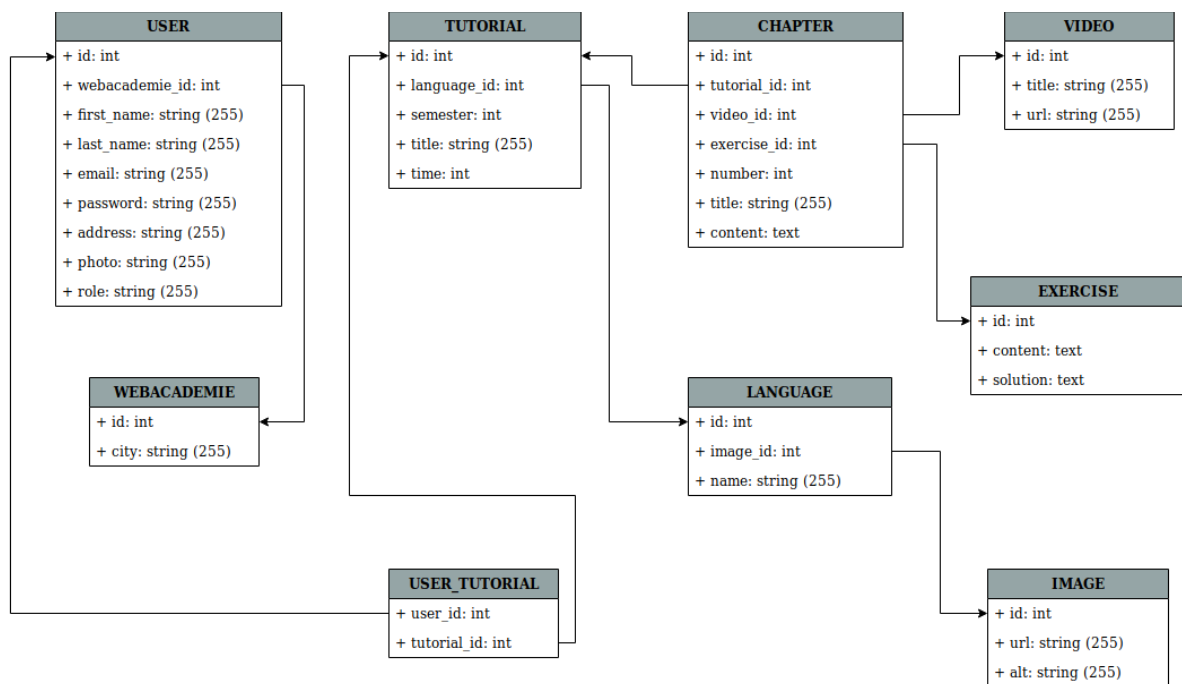 USER
+ id: int
+ webacademie_id: int
+ first_name: string (255)
+ last_name: string (255)
+ email: string (255)
+ password: string (255)
+ address: string (255)
+ photo: string (255)
+ role: string (255)
TUTORIAL
+ id: int
+ language_id: int
+ semester: int
+ title: string (255)
+ time: int
CHAPTER
+ id: int
+ tutorial_id: int
+ video_id: int
+ exercise_id: int
+ number: int
+ title: string (255)
+ content: text
VIDEO
+ id: int
+ title: string (255)
+ url: string (255)
EXERCISE
+ id: int
+ content: text
+ solution: text
WEBACADEMIE
+ id: int
+ city: string (255)
LANGUAGE
+ id: int
+ image_id: int
+ name: string (255)
USER_TUTORIAL
+ user_id: int
+ tutorial_id: int
IMAGE
+ id: int
+ url: string (255)
+ alt: string (255)